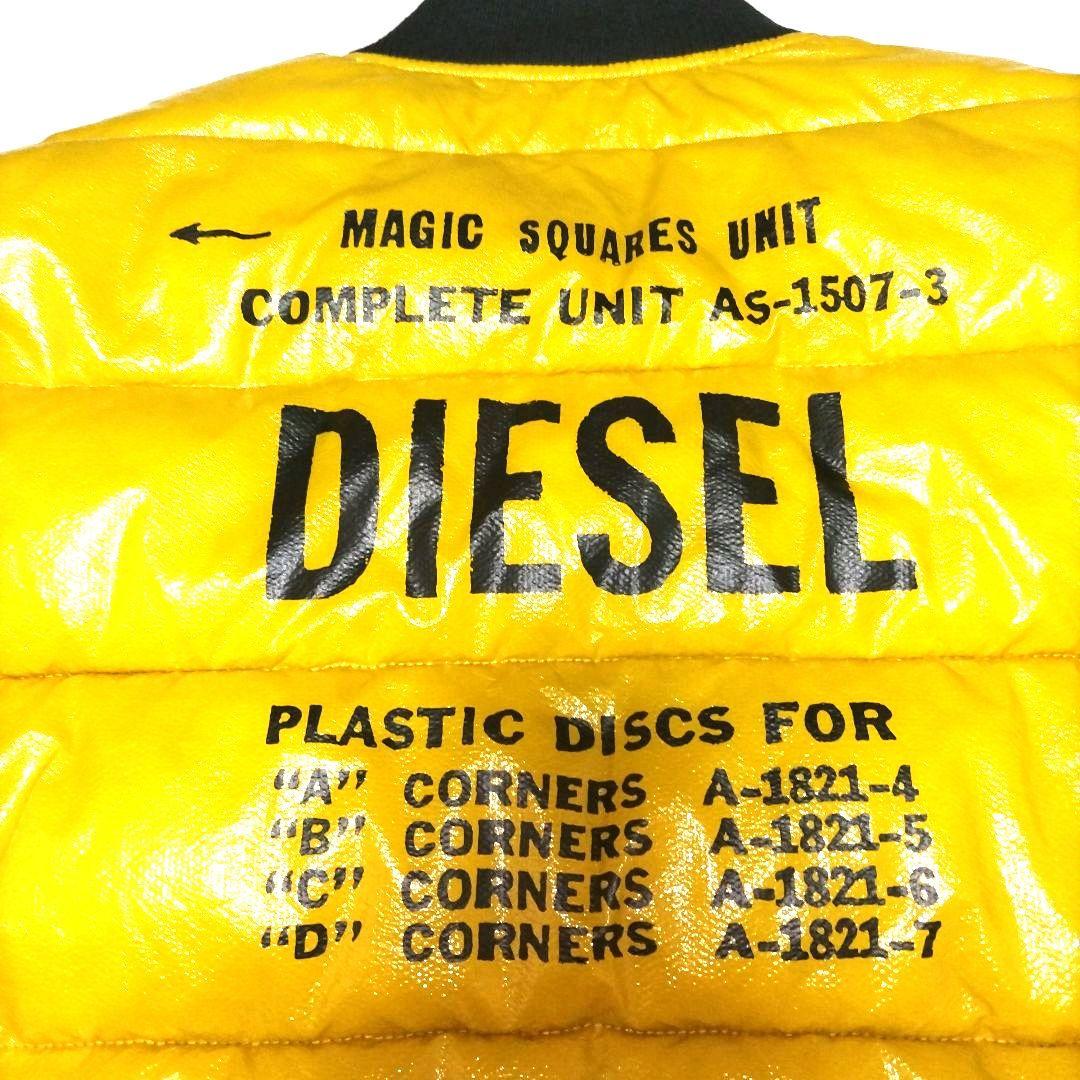 MAGIC SQUARES UNIT
COMPLETE UNIT AS-1507-3
DIESEL
PLASTIC DISCS FOR
“A” CORNERS A-1821-4
“B” CORNERS A-1821-5
“C” CORNERS A-1821-6
“D” CORNERS A-1821-7